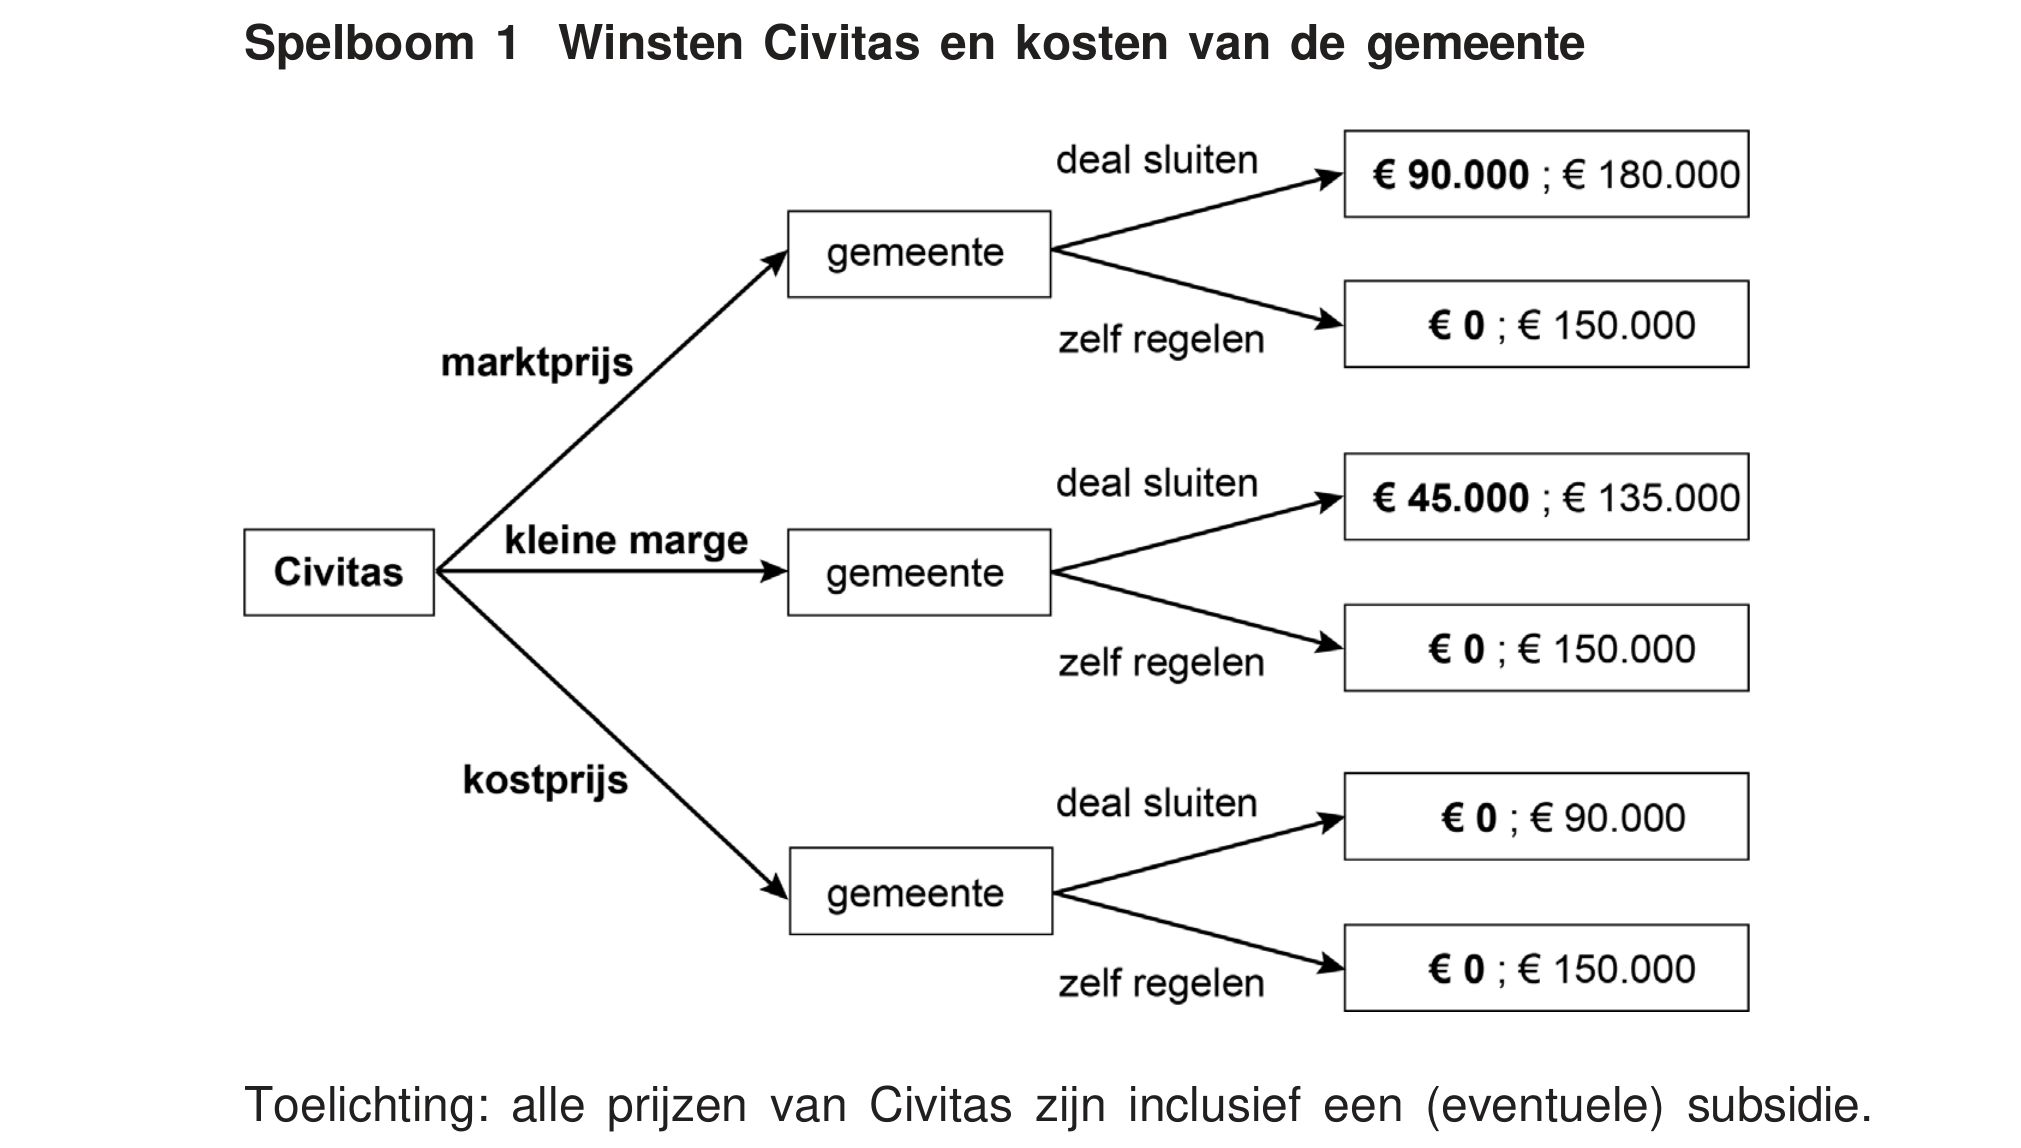 Spelboom 1 Winsten Civitas en kosten van de gemeente
deal sluiten
€ 90.000 ; € 180.000
gemeente
zelf regelen
€ 0 ; € 150.000
marktprijs
deal sluiten
€ 45.000 ; € 135.000
kleine marge
Civitas
gemeente
zelf regelen
€ 0 ; € 150.000
kostprijs
deal sluiten
€ 0 ; € 90.000
gemeente
zelf regelen
€ 0 ; € 150.000
Toelichting: alle prijzen van Civitas zijn inclusief een (eventuele) subsidie.